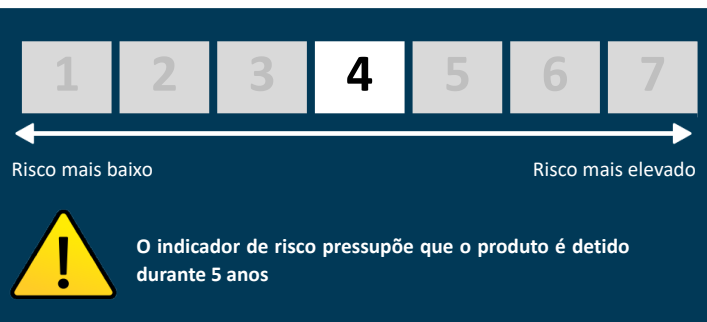 1 2 3 4 5 6 7
Risco mais baixo Risco mais elevado
O indicador de risco pressupõe que o produto é detido
durante 5 anos